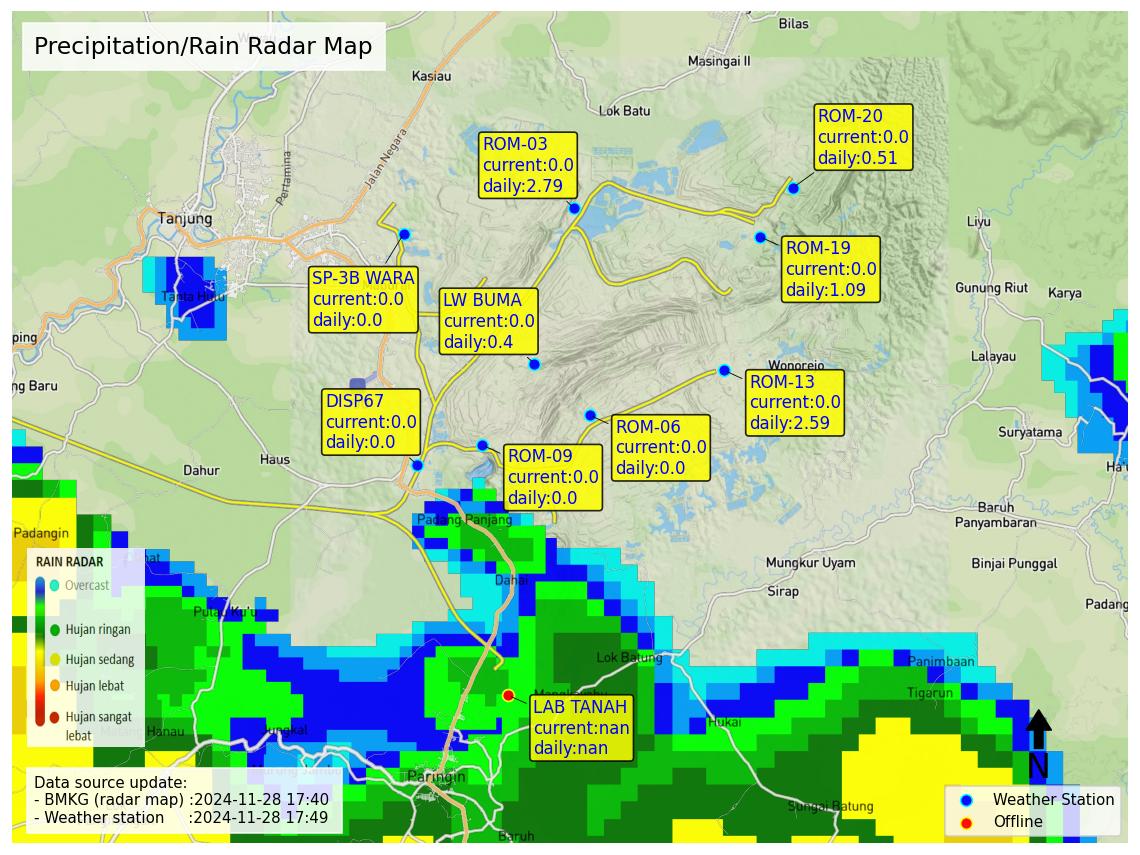 Precipitation/Rain Radar Map
Bilas
Masingai II
Kasiau
Lok Batu
Jalan Negara
Pertamina
Tanjung
ROM-20
current:0.0
daily:0.51
ROM-03
current:0.0
daily:2.79
Liyu
ROM-19
current:0.0
daily:1.09
SP-3B WARA
current:0.0
daily:0.0
LW BUMA
current:0.0
daily:0.4
Tanta Hulu
Gunung Riut
Karya
ping
Lalayau
Wonorejo
ng Baru
ROM-13
current:0.0
daily:2.59
DISP67
current:0.0
daily:0.0
ROM-06
current:0.0
daily:0.0
Suryatama
ROM-09
current:0.0
daily:0.0
Haus
Dahur
Ha
Baruh
Panyambaran
Padang Panjang
Padangin
Mungkur Uyam
Binjai Punggal
Dahai
Sirap
Padang
Pulau Ku'u
RAIN RADAR
Overcast
Hujan ringan
Hujan sedang
Hujan lebat
Hujan sangat
lebat
Lok Batung
Panimbaan
Tigarun
LAB TANAH
current:nan
daily:nan
Hukai
Hanau
Jungkal
Murung Jambu
Paringin
Sungai Batung
Baruh
N
Data source update:
- BMKG (radar map) :2024-11-28 17:40
- Weather station :2024-11-28 17:49
Weather Station
Offline